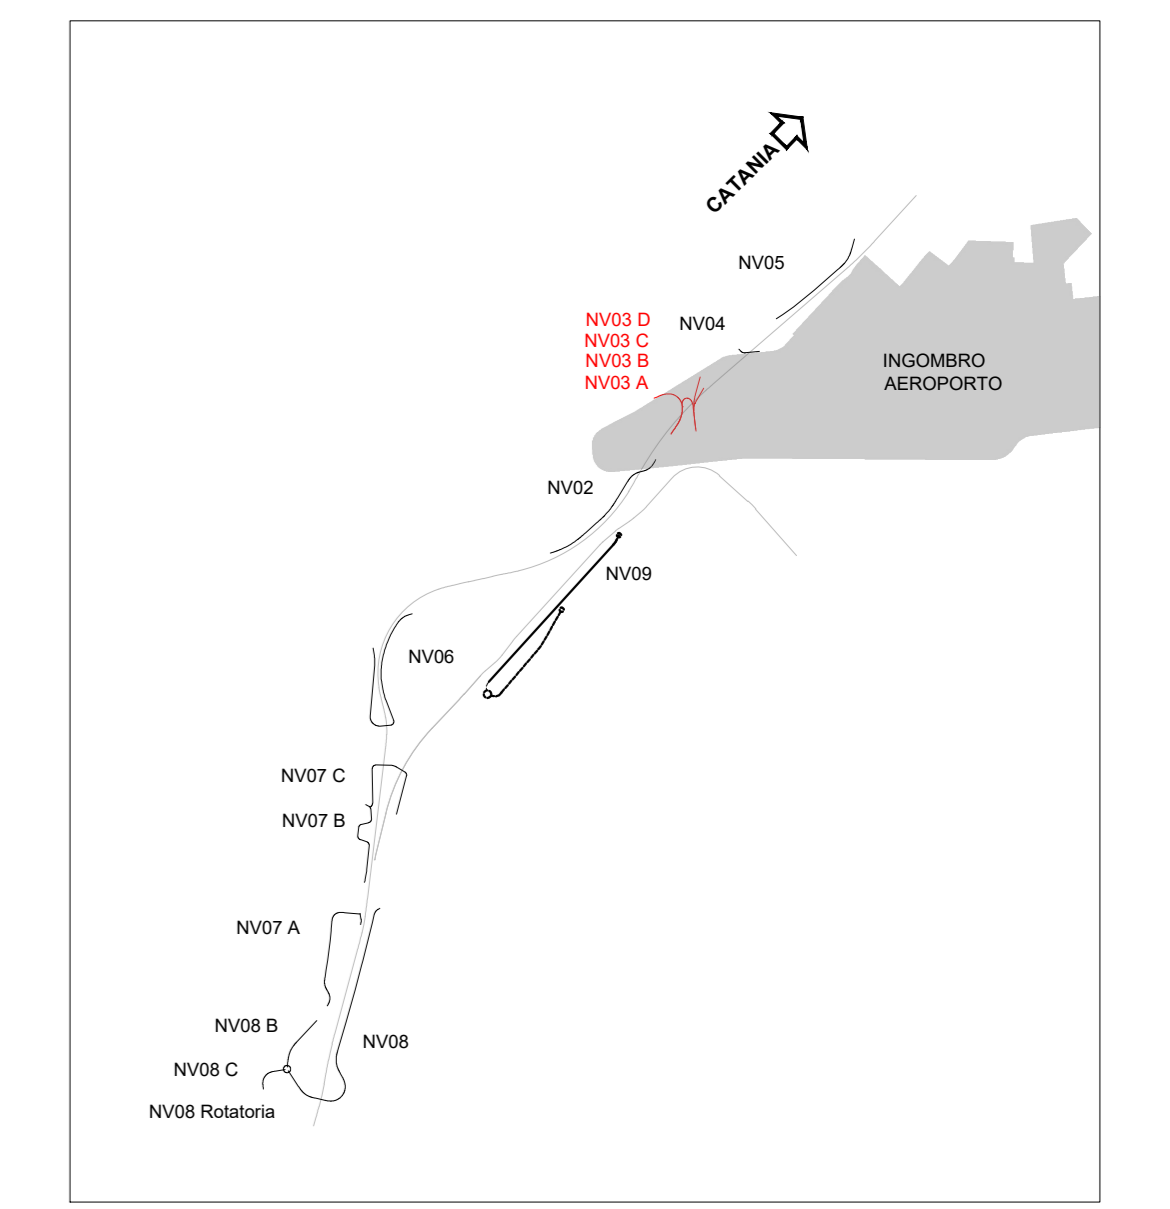 CATANIA
NV05
NV03 D
NV04
NV03 C
NV03 B
INGOMBRO
AEROPORTO
NV03 A
NV02
NV09
NV06
NV07 C
NV07 B
NV07 A
NV08 B
NV08
NV08 C
NV08 Rotatoria